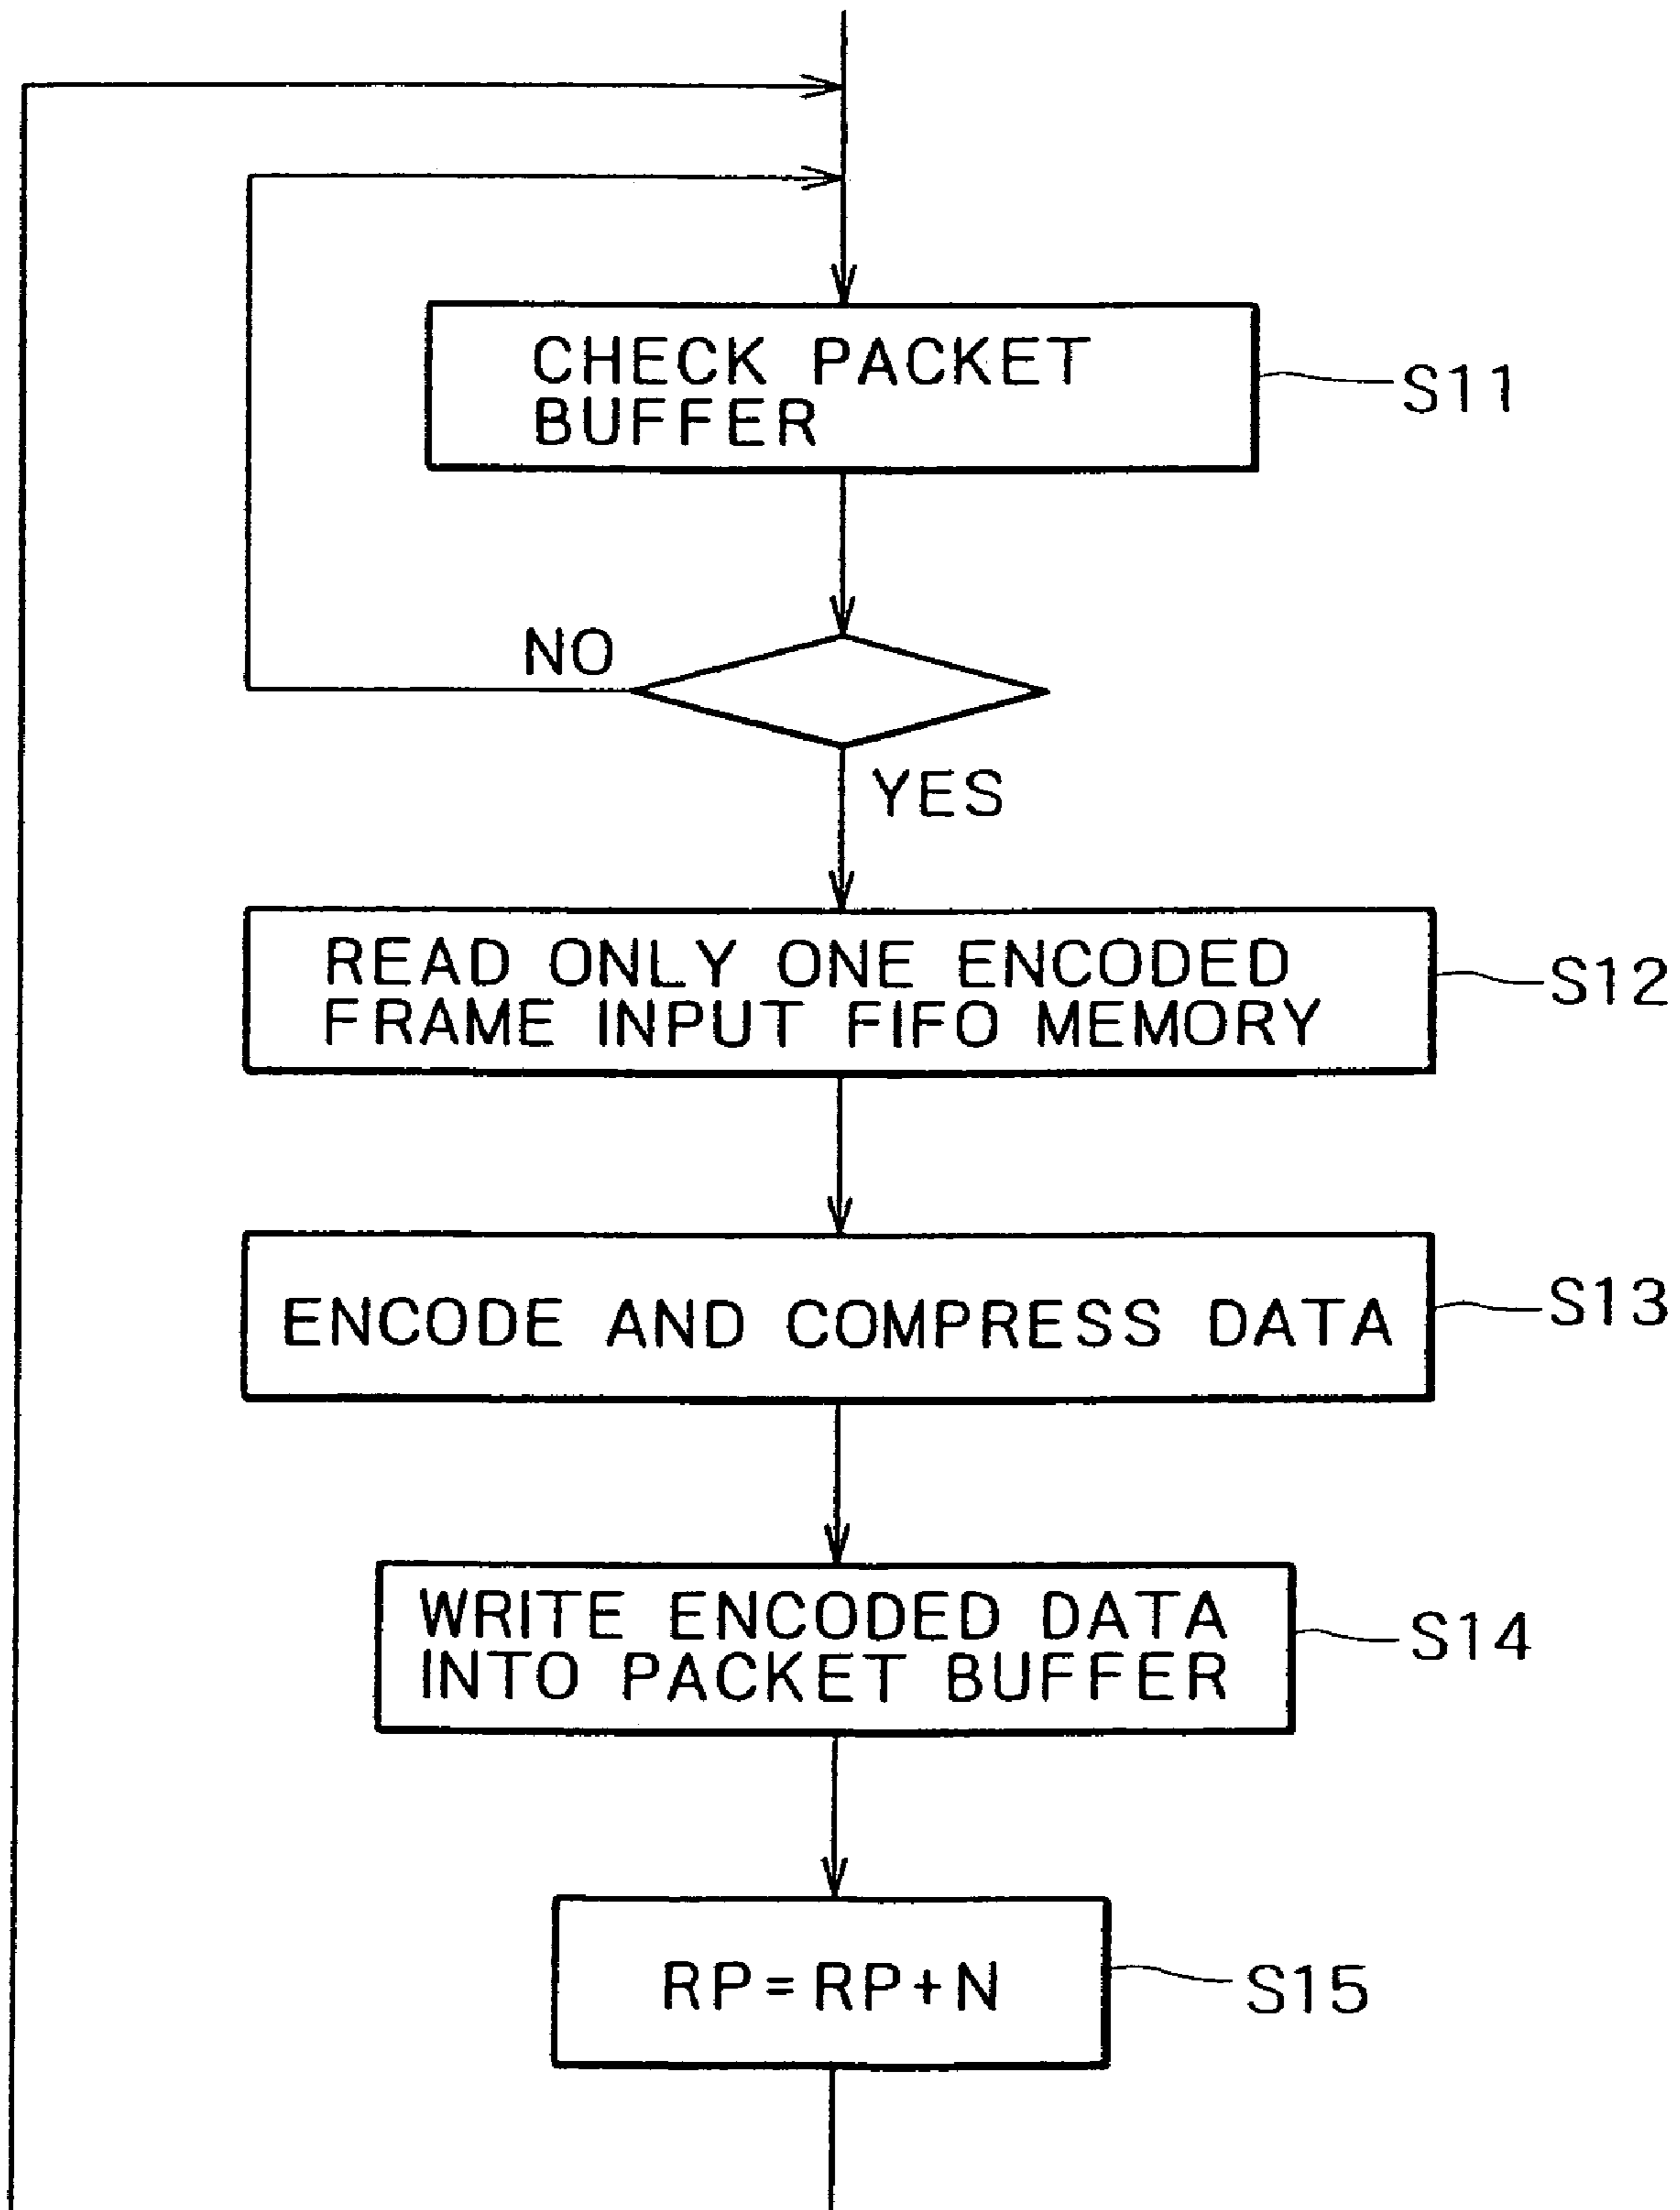 CHECK PACKET
BUFFER
S11
NO
YES
READ ONLY ONE ENCODED
FRAME INPUT FIFO MEMORY
S12
ENCODE AND COMPRESS DATA
S13
WRITE ENCODED DATA
INTO PACKET BUFFER
S14
RP=RP+N
S15